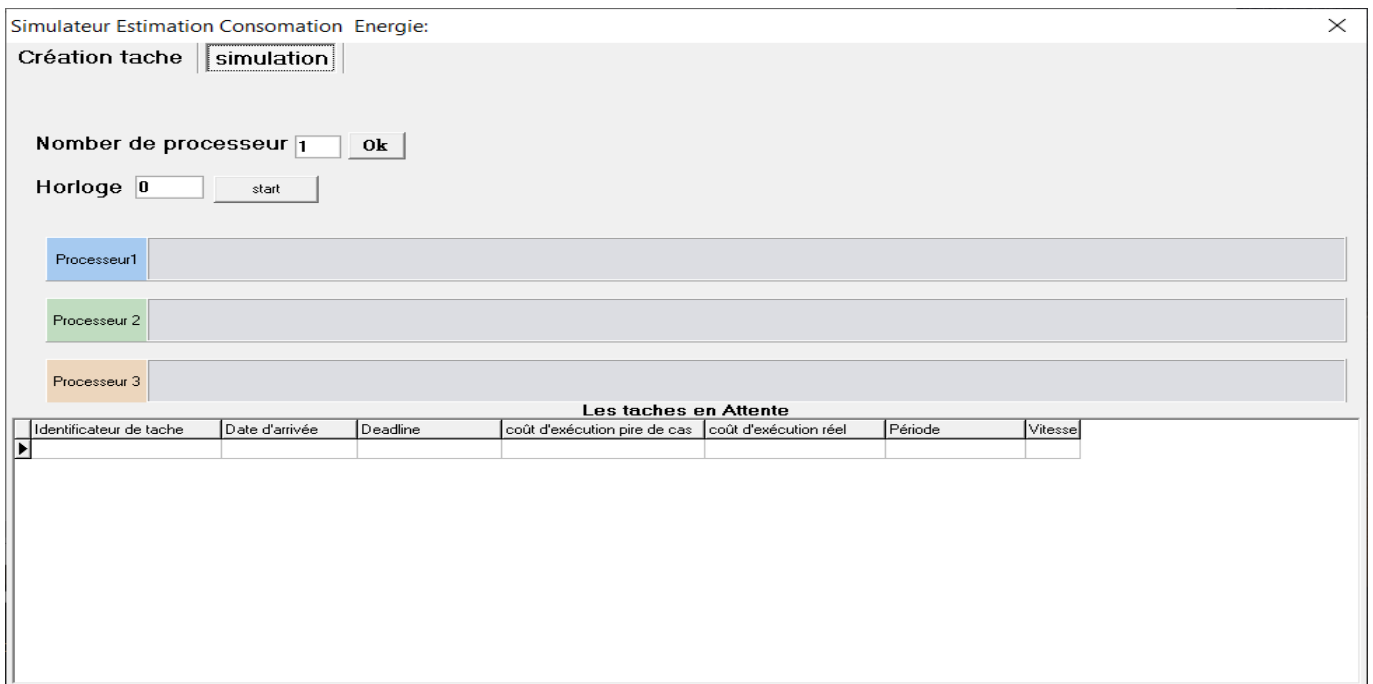 Simulateur Estimation Consomation Energie:
Création tache simulation
Nomber de processeur 1 Ok
Horloge 0 start
Processeur1
Processeur 2
Processeur 3
Les taches en Attente
Identificateur de tache Date d'arrivée Deadline coût d'exécution pire de cas coût d'exécution réel Période Vitesse